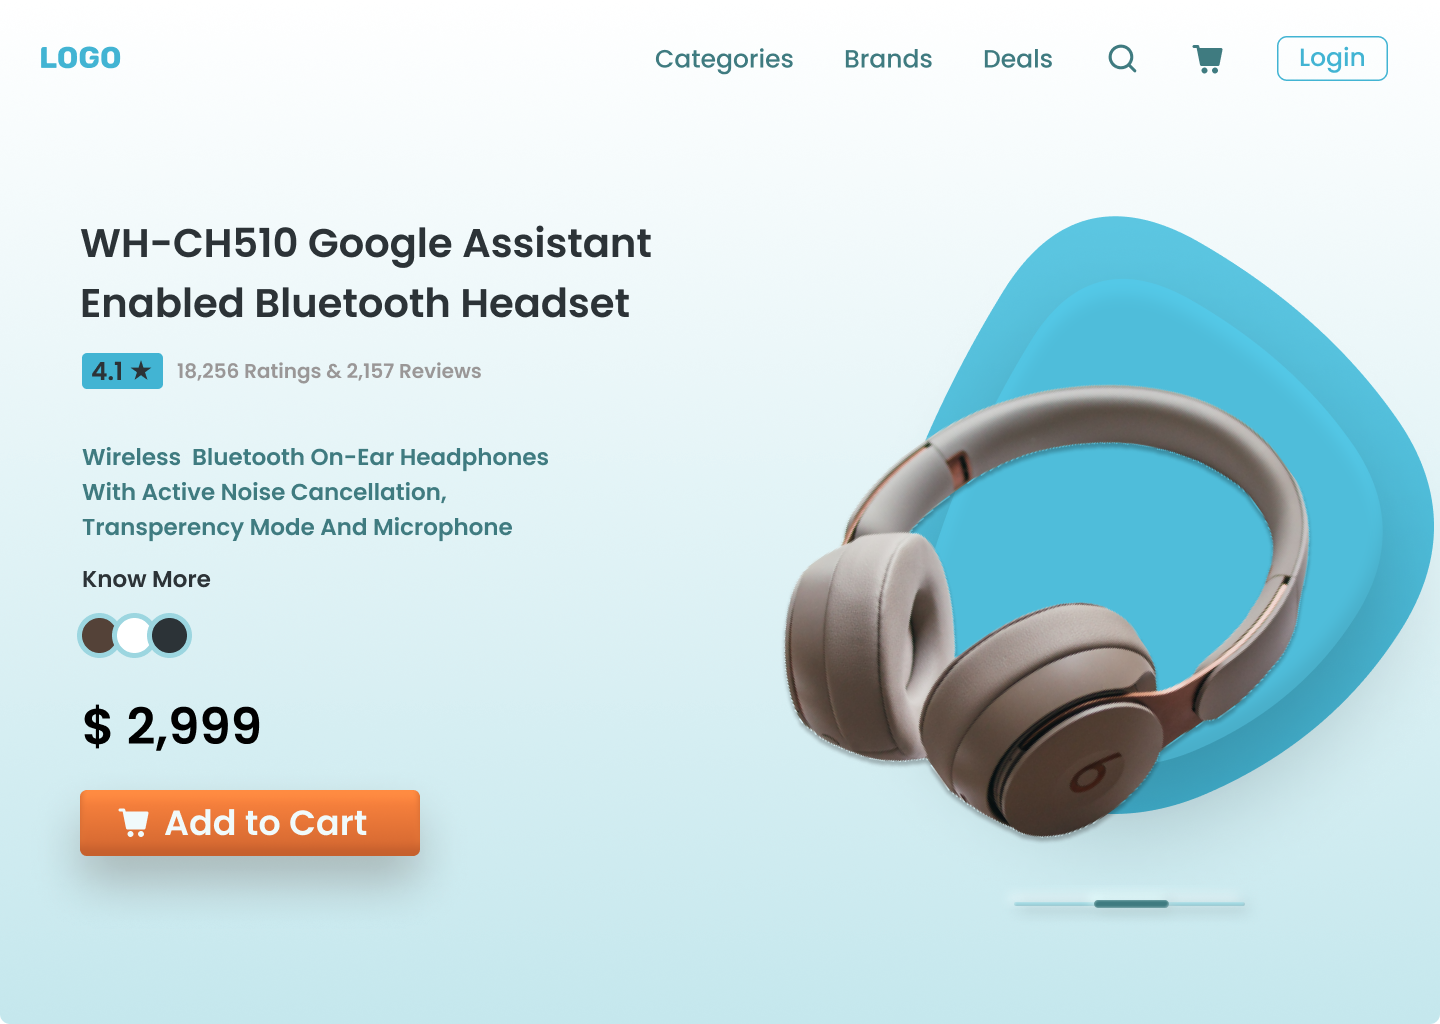 LOGO
Categories Brands Deals Login
WH-CH510 Google Assistant
Enabled Bluetooth Headset
4.1 ★ 18,256 Ratings & 2,157 Reviews
Wireless  Bluetooth On-Ear Headphones
With Active Noise Cancellation,
Transperency Mode And Microphone
Know More
$ 2,999
Add to Cart
b